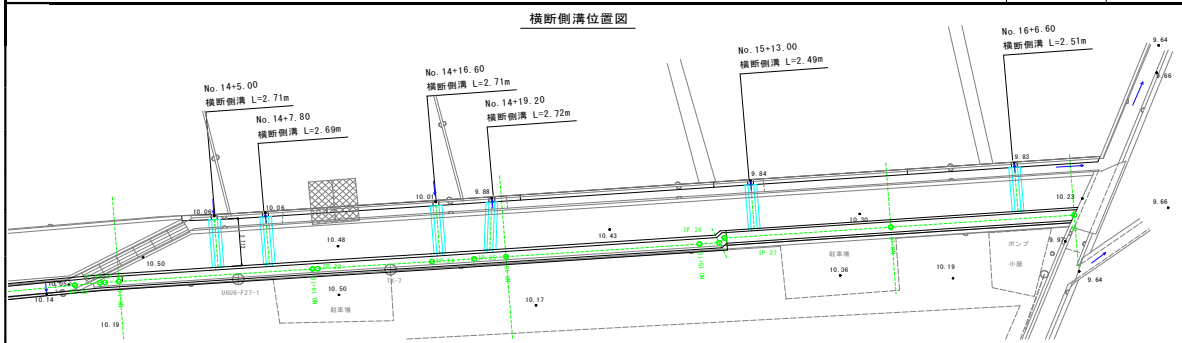 横断側溝位置図
No.14+5.00
横断側溝 L=2.71m
No.14+7.80
横断側溝 L=2.69m
No.14+16.60
横断側溝 L=2.71m
No.14+19.20
横断側溝 L=2.72m
No.15+13.00
横断側溝 L=2.49m
No.16+6.60
横断側溝 L=2.51m
9.64
9.66
9.83
9.84
9.88
10.01
10.06
10.06
10.23
9.66
10.30
10.43
10.48
10.50
IP.26
IP.27
9.97
ポンプ
小屋
駐車場
10.36
10.19
9.64
10.14
U6U6-F27-1
10.50
駐車場
10.17
10.19